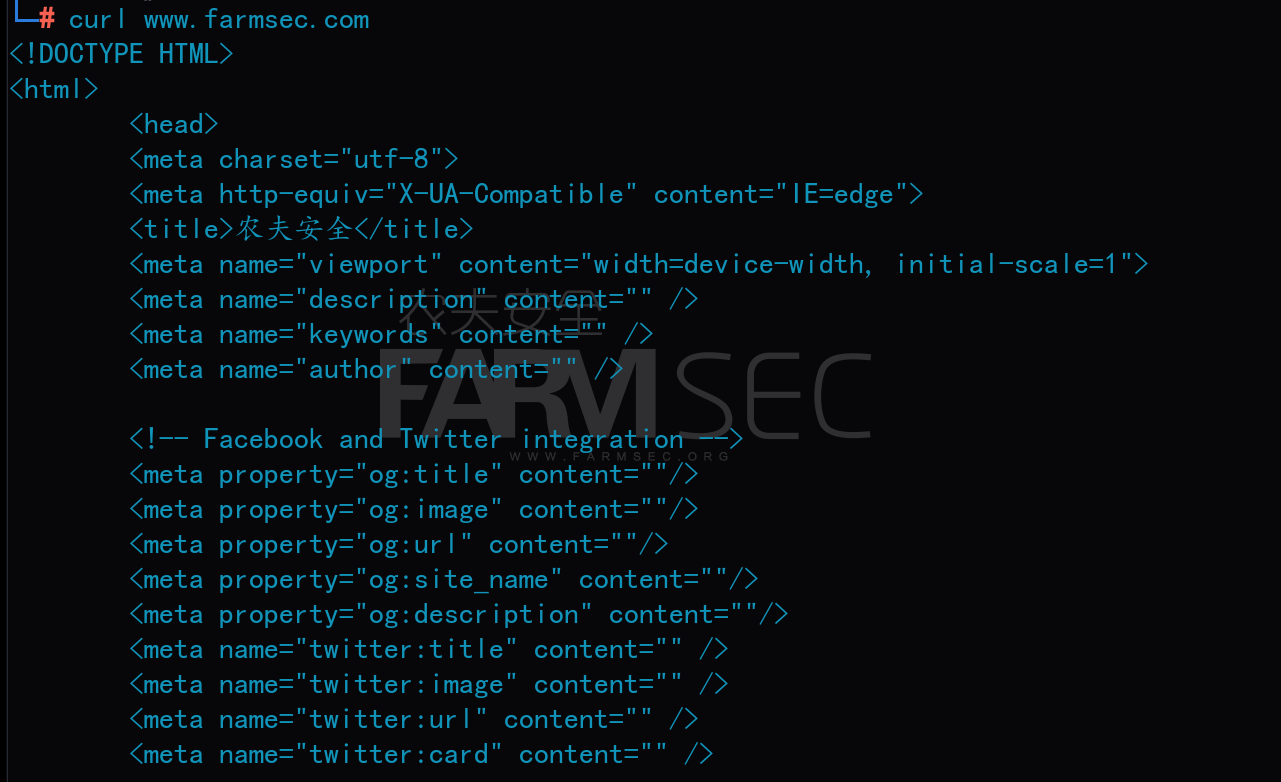 # curl www.farmsec.com
<!DOCTYPE HTML>
<html>
<head>
<meta charset="utf-8">
<meta http-equiv="X-UA-Compatible" content="IE=edge">
<title>农夫安全</title>
<meta name="viewport" content="width=device-width, initial-scale=1">
<meta name="description" content="" />
<meta name="keywords" content="" />
<meta name="author" content="" />
农夫安全
FARMSEC
WWW.FARMSEC.ORG
<!-- Facebook and Twitter integration -->
<meta property="og:title" content=""/>
<meta property="og:image" content=""/>
<meta property="og:url" content=""/>
<meta property="og:site_name" content=""/>
<meta property="og:description" content=""/>
<meta name="twitter:title" content="" />
<meta name="twitter:image" content="" />
<meta name="twitter:url" content="" />
<meta name="twitter:card" content="" />